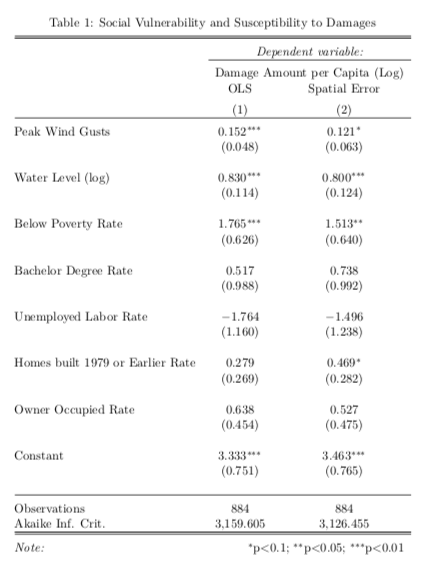 Table 1: Social Vulnerability and Susceptibility to Damages
Dependent variable:
Damage Amount per Capita (Log)
OLS Spatial Error
(1) (2)
Peak Wind Gusts 0.152*** 0.121*
(0.048) (0.063)
Water Level (log) 0.830*** 0.800***
(0.114) (0.124)
Below Poverty Rate 1.765*** 1.513**
(0.626) (0.640)
Bachelor Degree Rate 0.517 0.738
(0.988) (0.992)
Unemployed Labor Rate −1.764 −1.496
(1.160) (1.238)
Homes built 1979 or Earlier Rate 0.279 0.469*
(0.269) (0.282)
Owner Occupied Rate 0.638 0.527
(0.454) (0.475)
Constant 3.333*** 3.463***
(0.751) (0.765)
Observations 884 884
Akaike Inf. Crit. 3,159.605 3,126.455
Note: *p<0.1; **p<0.05; ***p<0.01